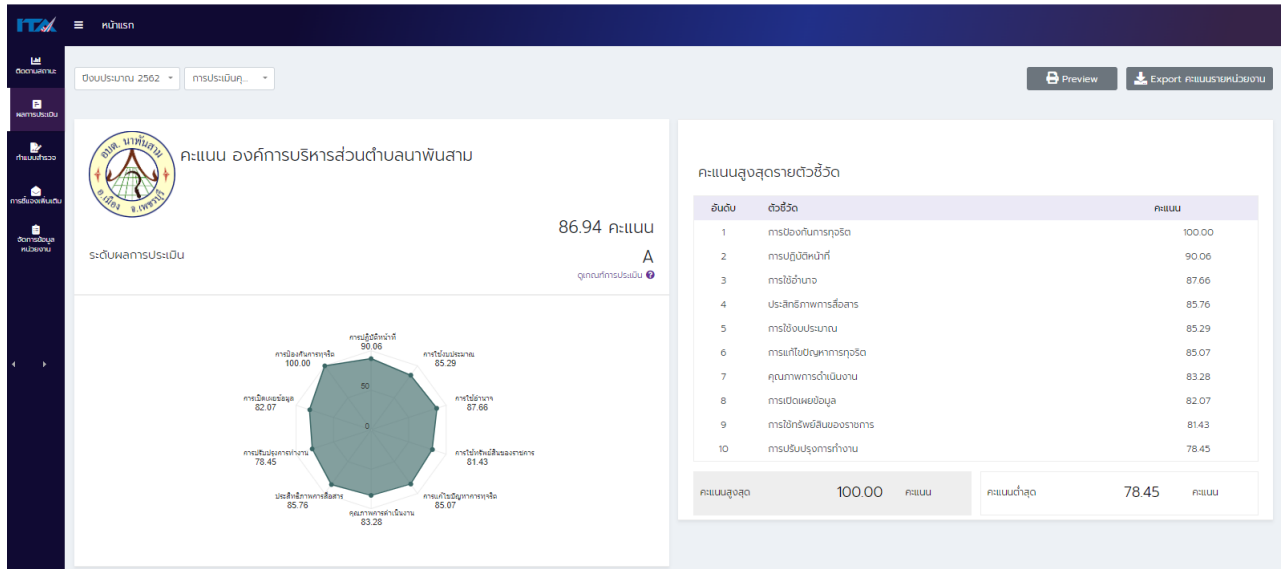 ITA
หน้าแรก
ติดตามสถานะ
ผลการประเมิน
ทำแบบสำรวจ
การชี้แจงเพิ่มเติม
จัดการข้อมูล
หน่วยงาน
ปีงบประมาณ 2562
การประเมินคุ...
Preview
Export คะแนนรายหน่วยงาน
อบต. นาพันสาม
อ.เมือง จ.เพชรบุรี
คะแนน องค์การบริหารส่วนตำบลนาพันสาม
86.94 คะแนน
ระดับผลการประเมิน
A
ดูเกณฑ์การประเมิน
การปฏิบัติหน้าที่
90.06
การใช้งบประมาณ
85.29
การใช้อำนาจ
87.66
การใช้ทรัพย์สินของราชการ
81.43
การแก้ไขปัญหาการทุจริต
85.07
คุณภาพการดำเนินงาน
83.28
ประสิทธิภาพการสื่อสาร
85.76
การปรับปรุงการทำงาน
78.45
การเปิดเผยข้อมูล
82.07
การป้องกันการทุจริต
100.00
50
0
คะแนนสูงสุดรายตัวชี้วัด
อันดับ ตัวชี้วัด คะแนน
1 การป้องกันการทุจริต 100.00
2 การปฏิบัติหน้าที่ 90.06
3 การใช้อำนาจ 87.66
4 ประสิทธิภาพการสื่อสาร 85.76
5 การใช้งบประมาณ 85.29
6 การแก้ไขปัญหาการทุจริต 85.07
7 คุณภาพการดำเนินงาน 83.28
8 การเปิดเผยข้อมูล 82.07
9 การใช้ทรัพย์สินของราชการ 81.43
10 การปรับปรุงการทำงาน 78.45
คะแนนสูงสุด 100.00 คะแนน
คะแนนต่ำสุด 78.45 คะแนน